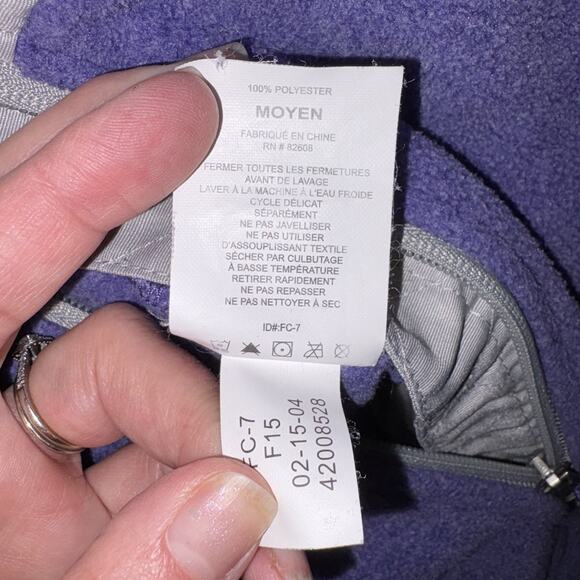 100% POLYESTER
MOYEN
FABRIQUÉ EN CHINE
RN # 82608
FERMER TOUTES LES FERMETURES
AVANT DE LAVAGE
LAVER À LA MACHINE À L'EAU FROIDE
CYCLE DÉLICAT
SÉPARÉMENT
NE PAS JAVELLISER
NE PAS UTILISER
D'ASSOUPLISSANT TEXTILE
SÉCHER PAR CULBUTAGE
À BASSE TEMPÉRATURE
RETIRER RAPIDEMENT
NE PAS REPASSER
NE PAS NETTOYER À SEC
ID#:FC-7
FC-7
F15
02-15-04
42008528